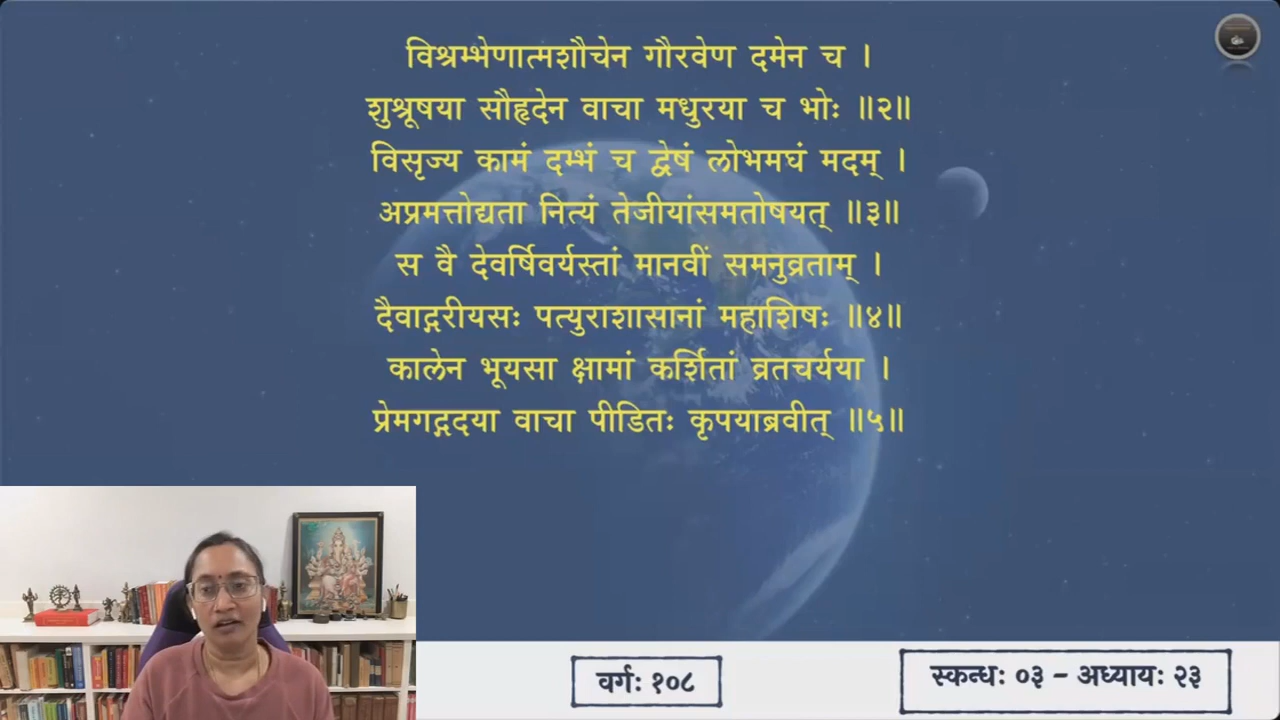 विश्रम्भेणात्मशौचेन गौरवेण दमेन च ।
शुश्रूषया सौहृदेन वाचा मधुरया च भोः ॥२॥
विसृज्य कामं दम्भं च द्वेषं लोभमघं मदम् ।
अप्रमत्तोद्यता नित्यं तेजीयांसमतोषयत् ॥३॥
स वै देवर्षिवर्यस्तां मानवीं समनुव्रताम् ।
दैवाद्गरीयसः पत्युराशासानां महाशिषः ॥४॥
कालेन भूयसा क्षामां कर्शितां व्रतचर्यया ।
प्रेमगद्गदया वाचा पीडितः कृपयाब्रवीत् ॥५॥
वर्गः १०८
स्कन्धः ०३ - अध्यायः २३